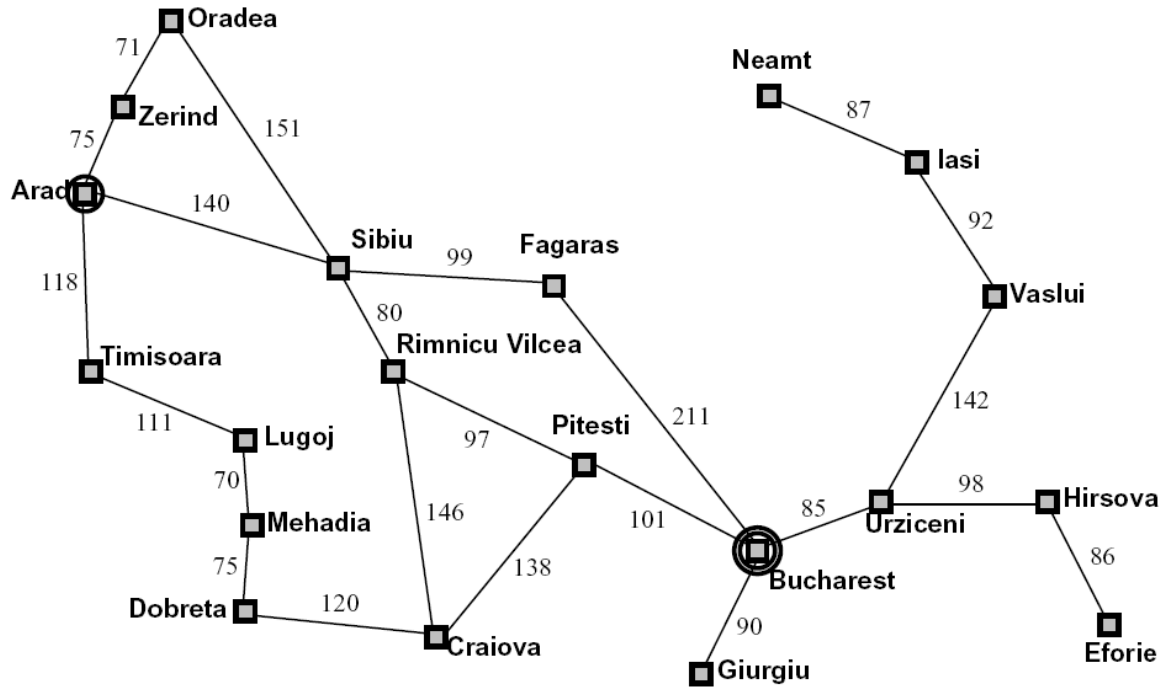 Oradea
71
Neamt
87
Zerind
151
75
Iasi
Arad
140
92
Sibiu
Fagaras
99
118
80
Vaslui
Timisoara
Rimnicu Vilcea
142
111
211
Lugoj
97
Pitesti
70
98
Hirsova
146
101
85
Urziceni
Mehadia
86
75
138
Bucharest
Dobreta
120
90
Craiova
Eforie
Giurgiu